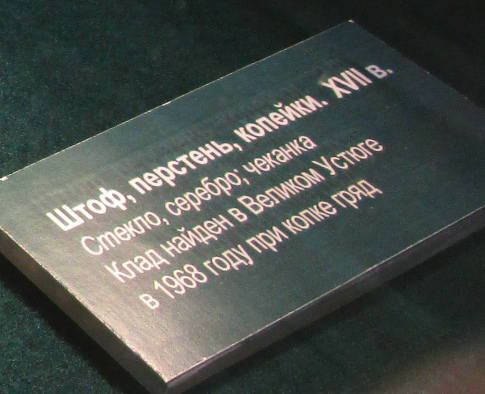 Штоф, перстень, копейки. XVII в.
Стекло, серебро; чеканка
Клад найден в Великом Устюге
в 1968 году при копке гряд